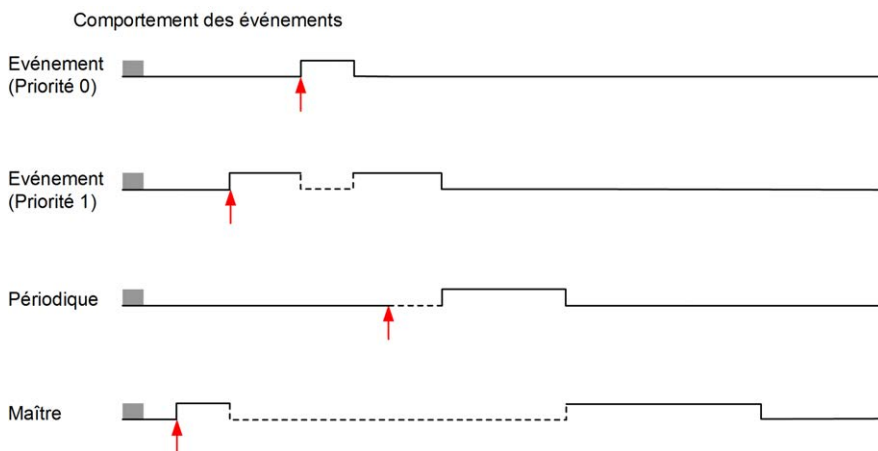 Comportement des événements
Evénement
(Priorité 0)
Evénement
(Priorité 1)
Périodique
Maître